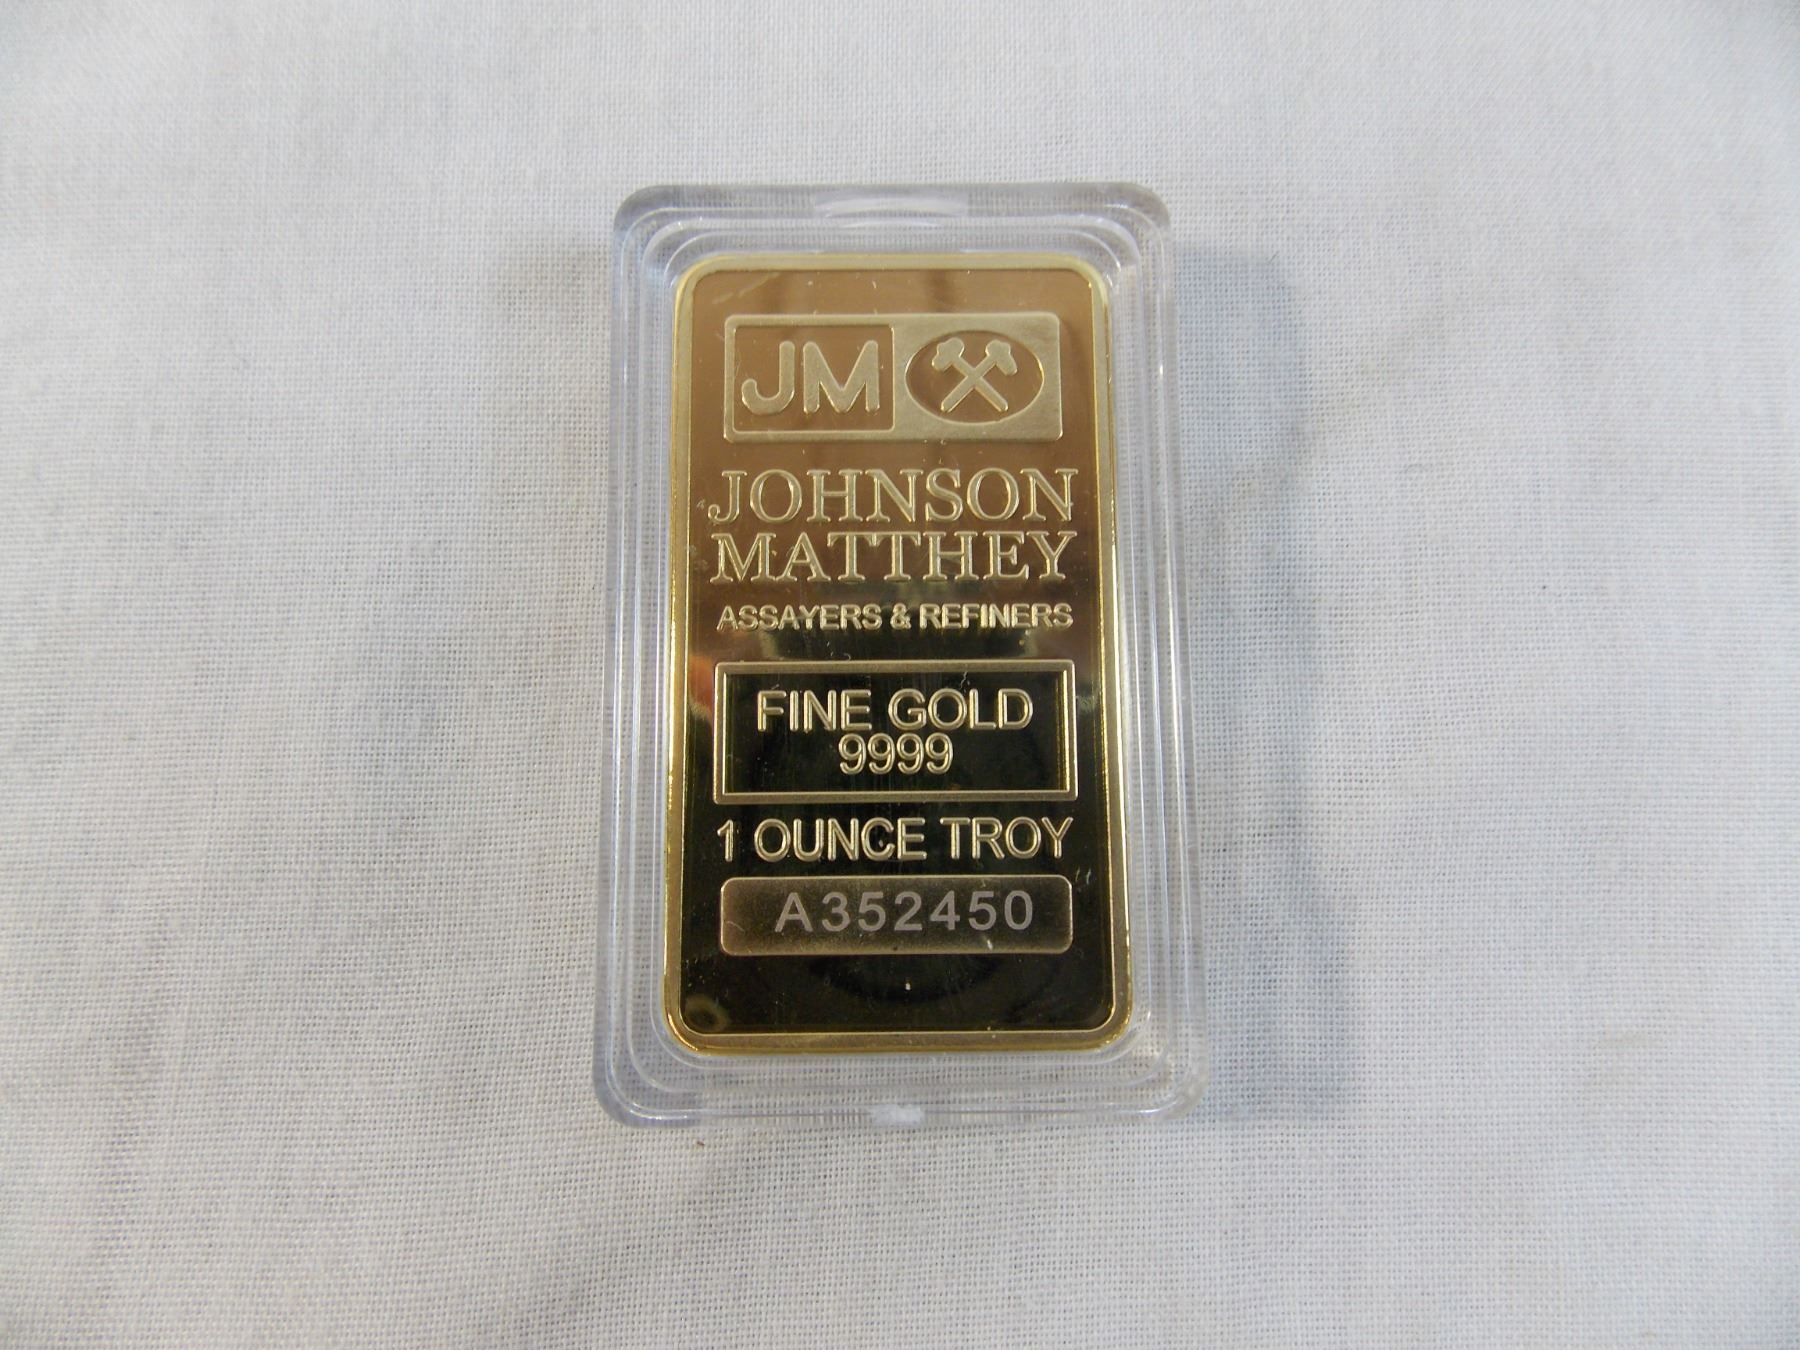 JM
JOHNSON
MATTHEY
ASSAYERS & REFINERS
FINE GOLD
9999
1 OUNCE TROY
A352450